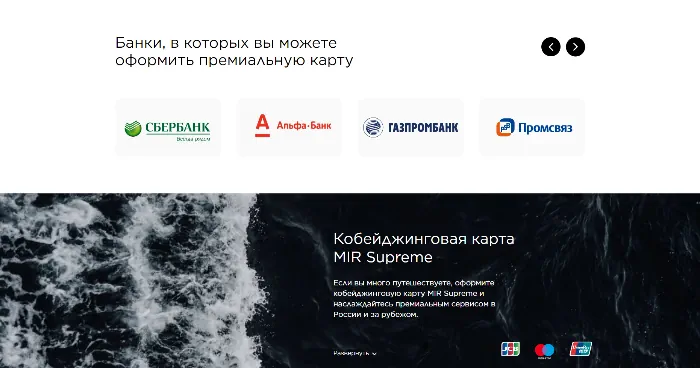 Банки, в которых вы можете
оформить премиальную карту
СБЕРБАНК
Всегда рядом
Альфа·Банк
ГАЗПРОМБАНК
Промсвяз
Кобейджинговая карта
MIR Supreme
Если вы много путешествуете, оформите
кобейджинговую карту MIR Supreme и
наслаждайтесь премиальным сервисом в
России и за рубежом.
Развернуть
JCB
UnionPay